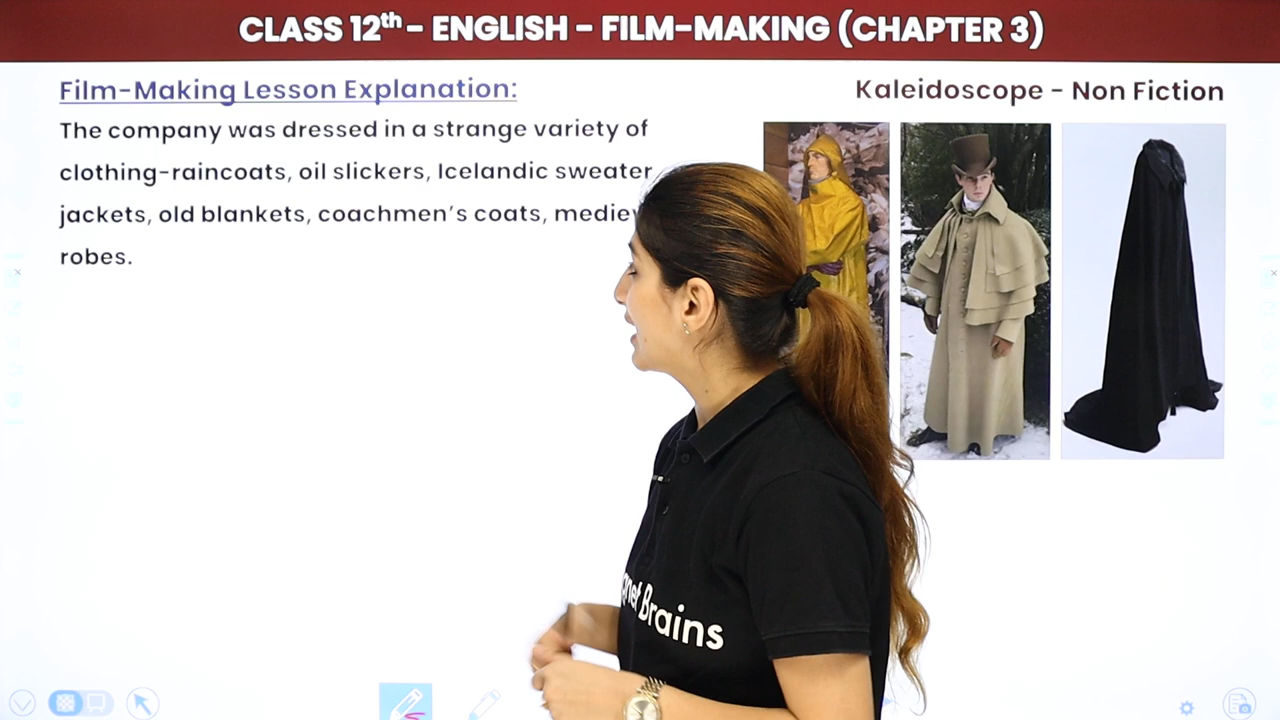 CLASS 12th - ENGLISH - FILM-MAKING (CHAPTER 3)
Film-Making Lesson Explanation:
Kaleidoscope - Non Fiction
The company was dressed in a strange variety of
clothing-raincoats, oil slickers, Icelandic sweater
jackets, old blankets, coachmen's coats,
robes.
Brains